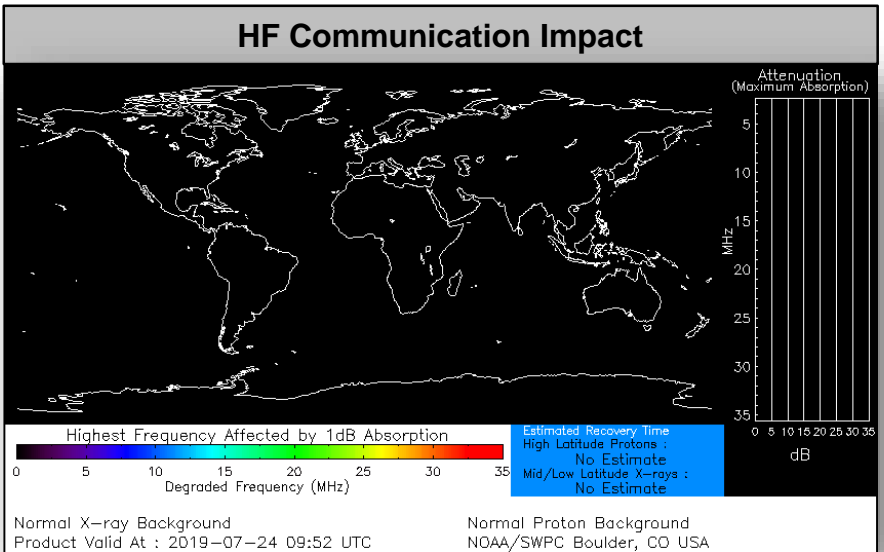 HF Communication Impact
Attenuation
(Maximum Absorption)
5
10
15
20
25
30
35
MHz
0 5 10 15 20 25 30 35
dB
Highest Frequency Affected by 1dB Absorption
0 5 10 15 20 25 30 35
Degraded Frequency (MHz)
Estimated Recovery Time
High Latitude Protons :
No Estimate
Mid/Low Latitude X-rays :
No Estimate
Normal X-ray Background
Product Valid At : 2019-07-24 09:52 UTC
Normal Proton Background
NOAA/SWPC Boulder, CO USA